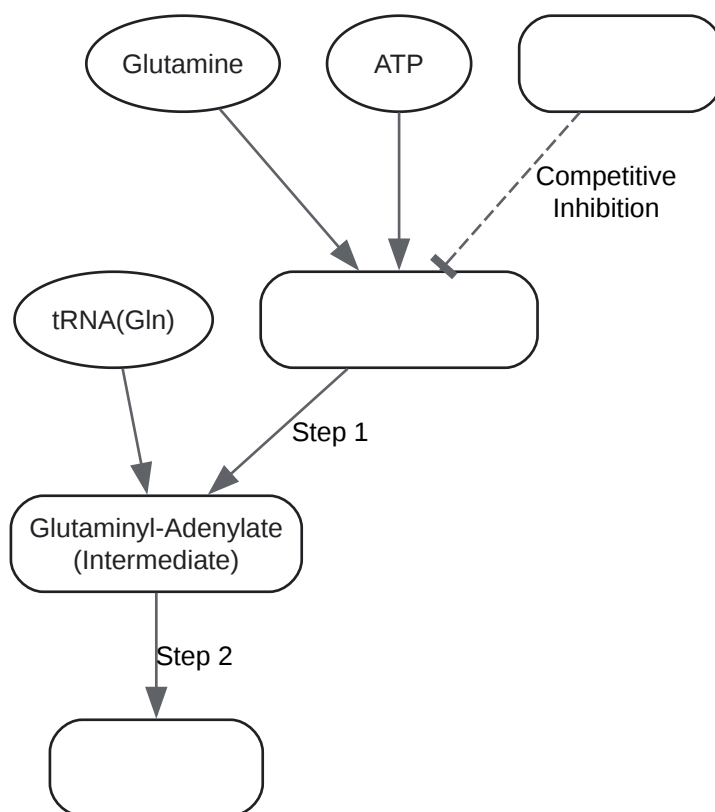 Glutamine
ATP
Competitive
Inhibition
tRNA(Gln)
Step 1
Glutaminyl-Adenylate
(Intermediate)
Step 2